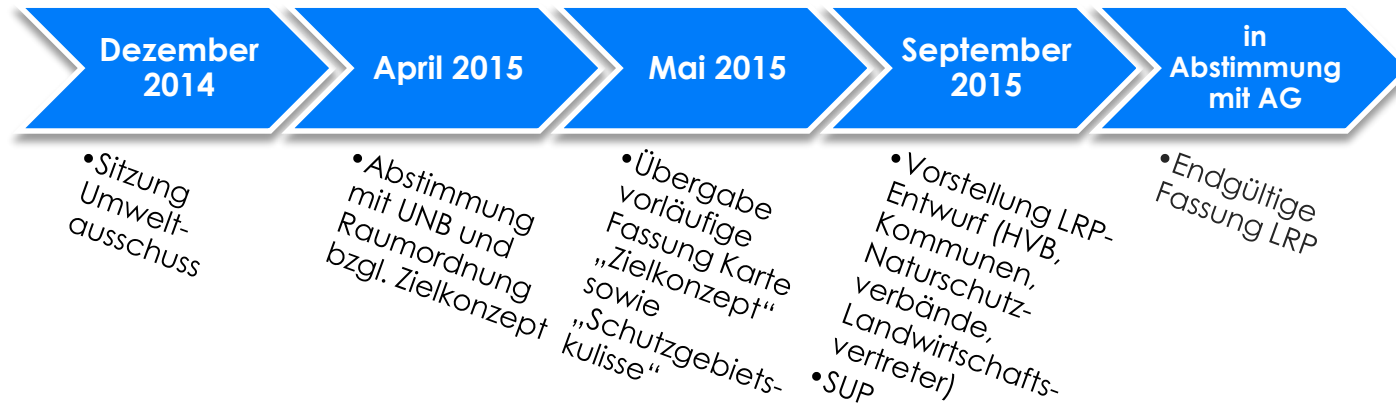 Dezember
2014
April 2015
Mai 2015
September
2015
in
Abstimmung
mit AG
•Sitzung
Umwelt-
ausschuss
•Abstimmung
mit UNB und
Raumordnung
bzgl. Zielkonzept
•Übergabe
vorläufige
Fassung Karte
„Zielkonzept“
sowie
„Schutzgebiets-
kulisse“
•Vorstellung LRP-
Entwurf (HVB,
Kommunen,
Naturschutz-
verbände,
Landwirtschafts-
vertreter)
•SUP
•Endgültige
Fassung LRP